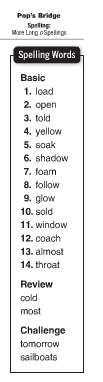 Pop's Bridge
Spelling:
More Long o Spellings
Spelling Words
Basic
1. load
2. open
3. told
4. yellow
5. soak
6. shadow
7. foam
8. follow
9. glow
10. sold
11. window
12. coach
13. almost
14. throat
Review
cold
most
Challenge
tomorrow
sailboats